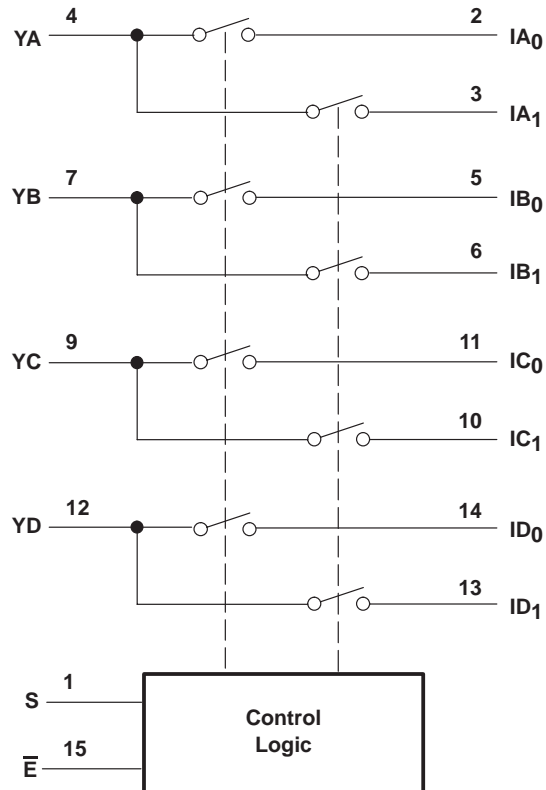 4
2
YA
IA0
3
IA1
7
5
YB
IB0
6
IB1
9
11
YC
IC0
10
IC1
12
14
YD
ID0
13
ID1
1
S
Control
Logic
15
E̅